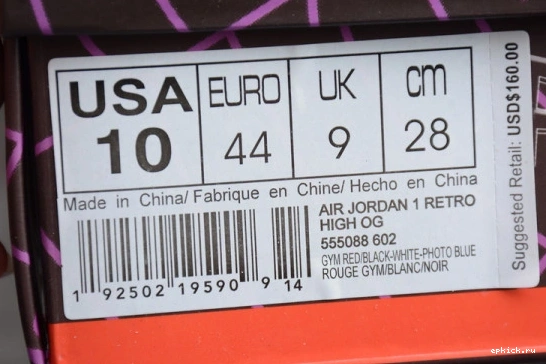 USA EURO UK cm
10 44 9 28
Made in China/ Fabrique en Chine/ Hecho en China
AIR JORDAN 1 RETRO
HIGH OG
555088 602
GYM RED/BLACK-WHITE-PHOTO BLUE
ROUGE GYM/BLANC/NOIR
1 92502 19590 9 14
Suggested Retail: USD$160.00
epkick.ru